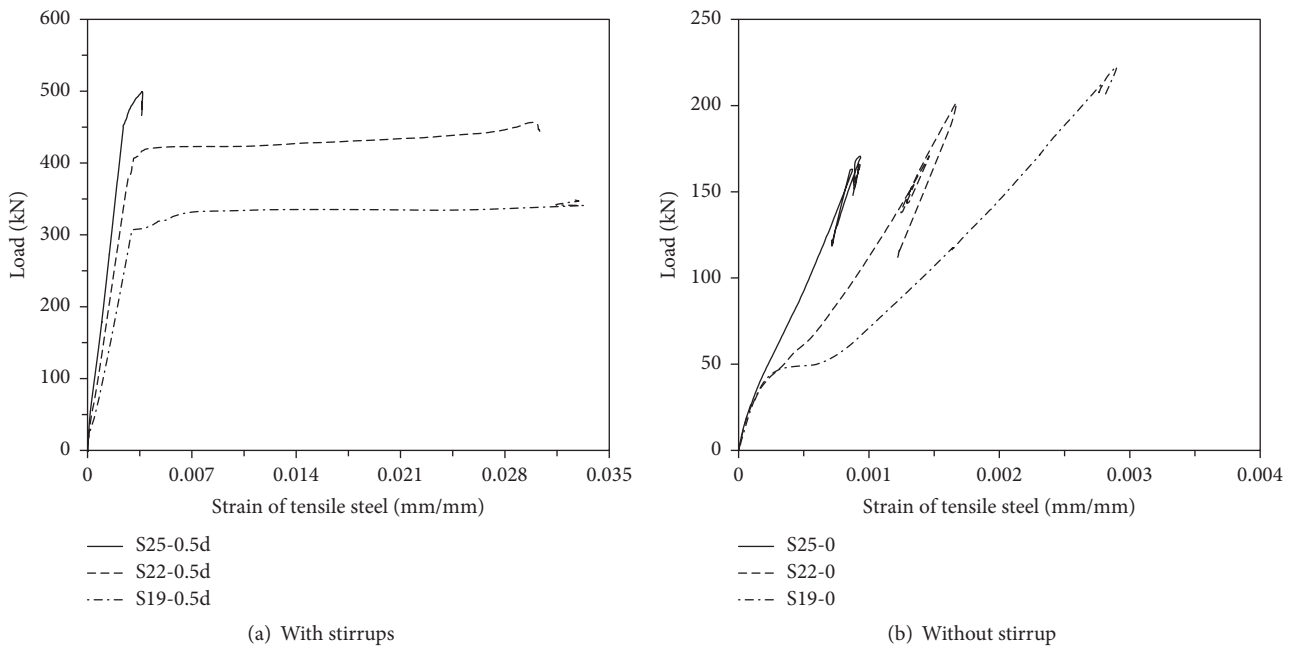 600
500
400
300
200
100
0
Load (kN)
0
0.007
0.014
0.021
0.028
0.035
Strain of tensile steel (mm/mm)
S25-0.5d
S22-0.5d
S19-0.5d
(a) With stirrups
250
200
150
100
50
0
Load (kN)
0
0.001
0.002
0.003
0.004
Strain of tensile steel (mm/mm)
S25-0
S22-0
S19-0
(b) Without stirrup